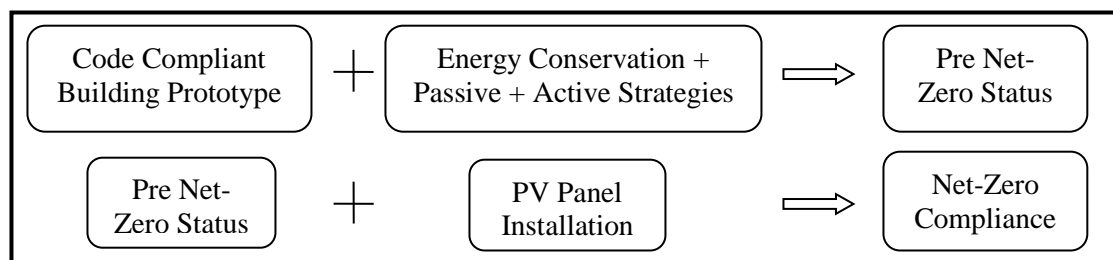 Code Compliant
Building Prototype
+
Energy Conservation +
Passive + Active Strategies
Pre Net-
Zero Status
Pre Net-
Zero Status
+
PV Panel
Installation
Net-Zero
Compliance